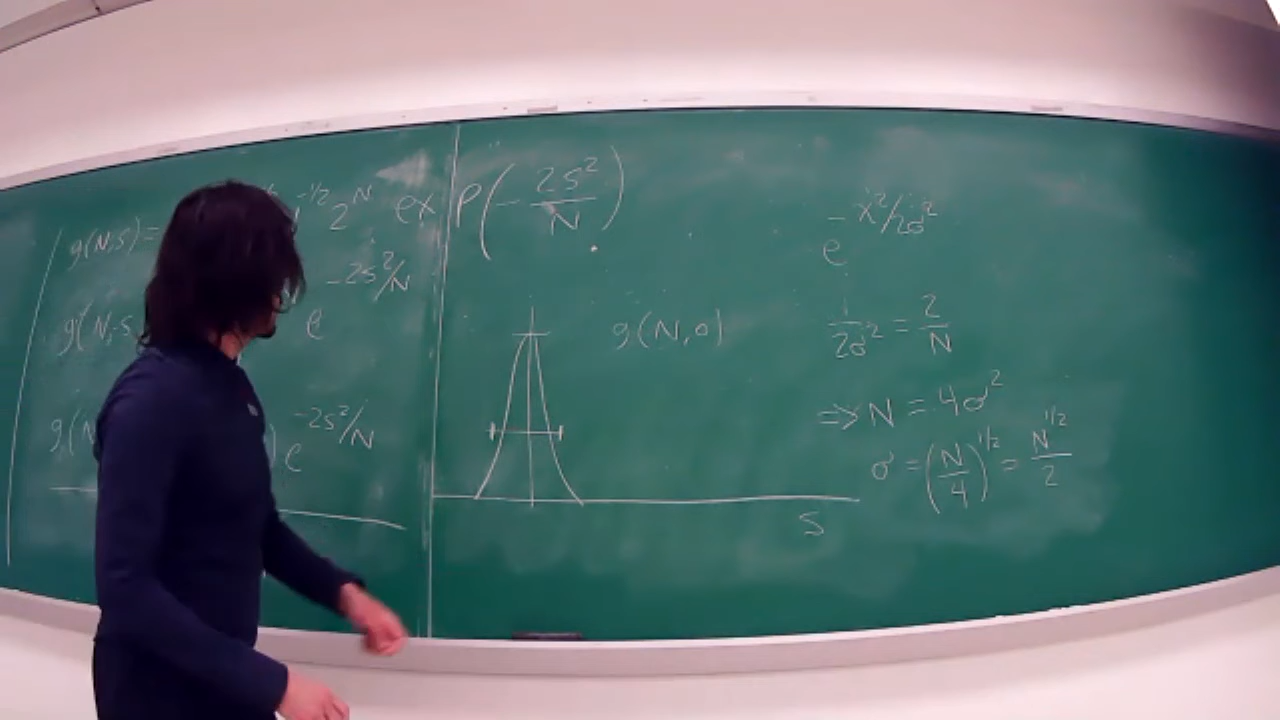 g(N,s) = N^{-1/2} 2^N exp(-2s²/N)
g(N,s e^{-2s²/N}
g(N ) e^{-2s²/N}
g(N,0)
s
e^{-x²/2σ²}
1/2σ² = 2/N
=> N = 4σ²
σ = (N/4)^{1/2} = N^{1/2}/2